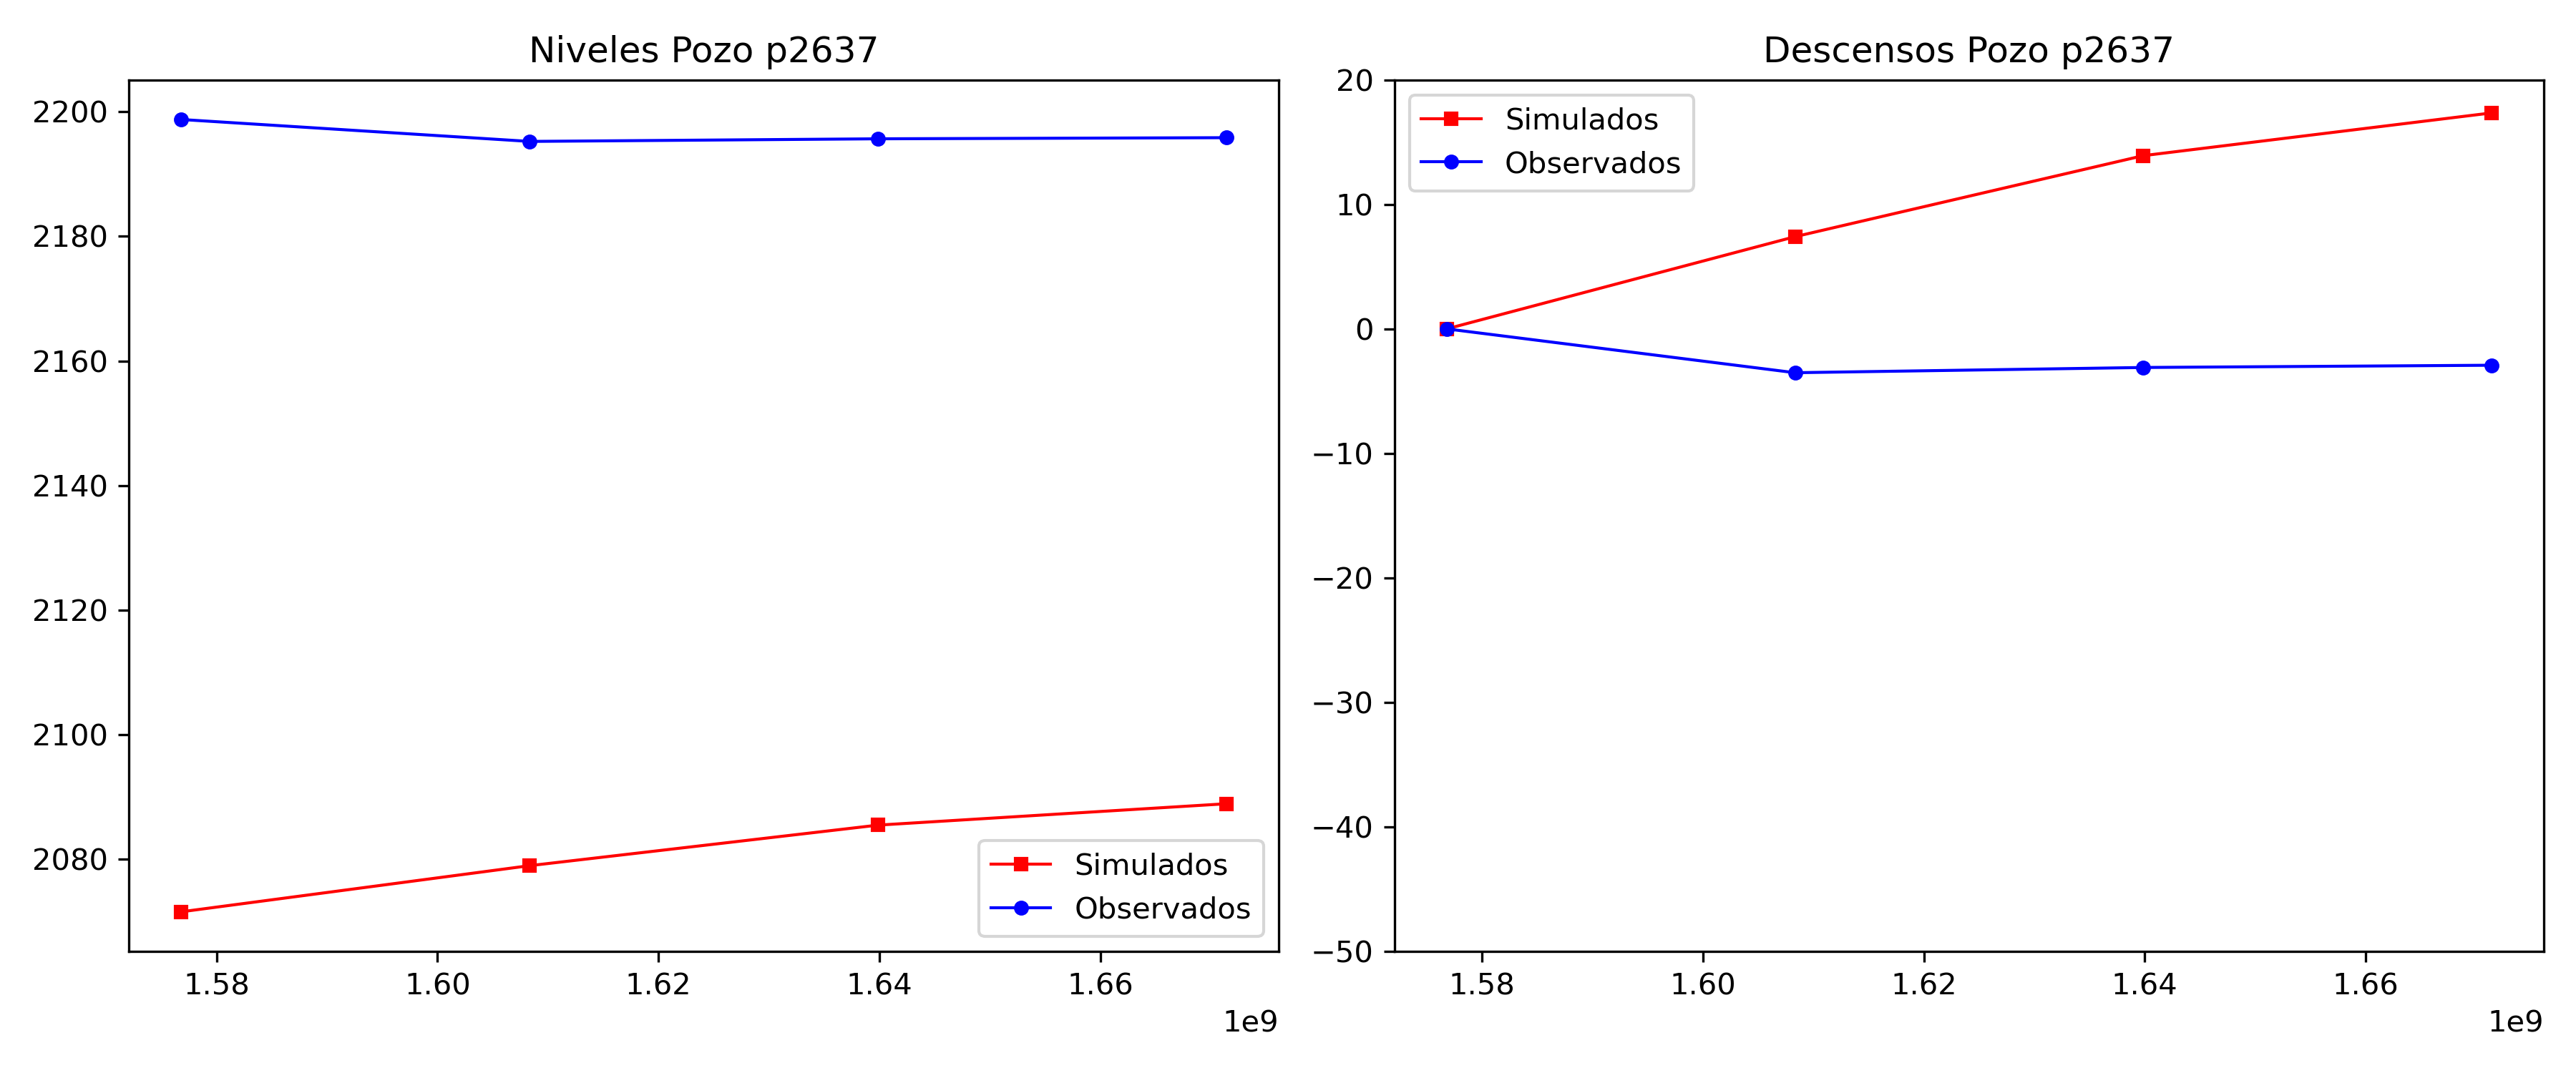 Niveles Pozo p2637
2200
2180
2160
2140
2120
2100
2080
1.58 1.60 1.62 1.64 1.66
1e9
Simulados
Observados
Descensos Pozo p2637
20
10
0
−10
−20
−30
−40
−50
1.58 1.60 1.62 1.64 1.66
1e9
Simulados
Observados